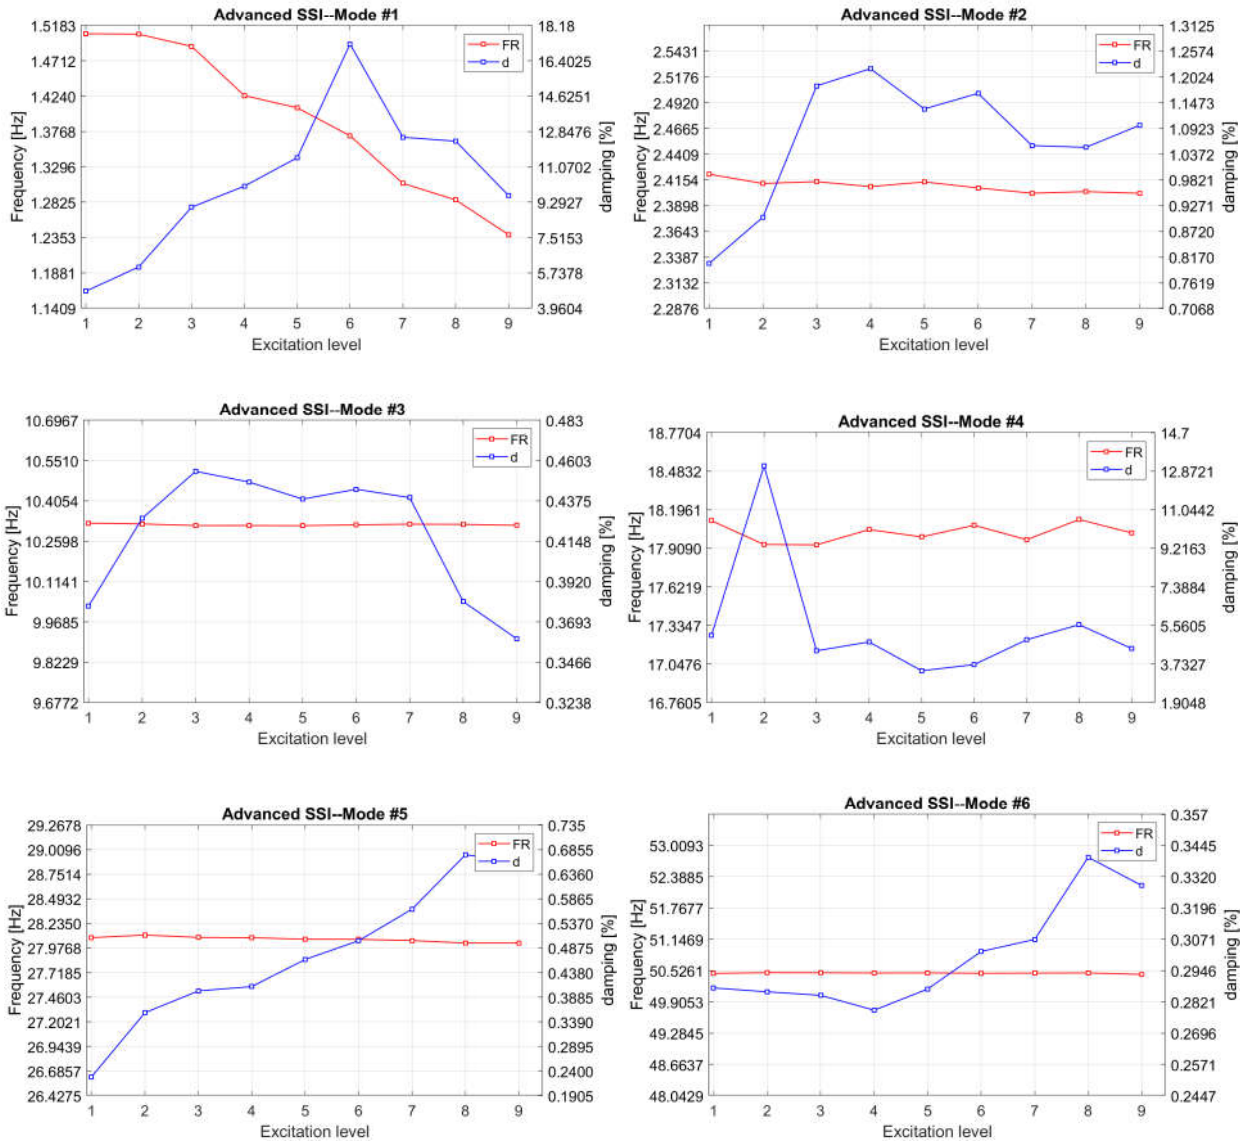 Advanced SSI--Mode #1
1.5183
1.4712
1.4240
1.3768
1.3296
1.2825
1.2353
1.1881
1.1409
Frequency [Hz]
18.18
16.4025
14.6251
12.8476
11.0702
9.2927
7.5153
5.7378
3.9604
damping [%]
FR
d
1 2 3 4 5 6 7 8 9
Excitation level
Advanced SSI--Mode #2
2.5431
2.5176
2.4920
2.4665
2.4409
2.4154
2.3898
2.3643
2.3387
2.3132
2.2876
Frequency [Hz]
1.3125
1.2574
1.2024
1.1473
1.0923
1.0372
0.9821
0.9271
0.8720
0.8170
0.7619
0.7068
damping [%]
FR
d
1 2 3 4 5 6 7 8 9
Excitation level
Advanced SSI--Mode #3
10.6967
10.5510
10.4054
10.2598
10.1141
9.9685
9.8229
9.6772
Frequency [Hz]
0.483
0.4603
0.4375
0.4148
0.3920
0.3693
0.3466
0.3238
damping [%]
FR
d
1 2 3 4 5 6 7 8 9
Excitation level
Advanced SSI--Mode #4
18.7704
18.4832
18.1961
17.9090
17.6219
17.3347
17.0476
16.7605
Frequency [Hz]
14.7
12.8721
11.0442
9.2163
7.3884
5.5605
3.7327
1.9048
damping [%]
FR
d
1 2 3 4 5 6 7 8 9
Excitation level
Advanced SSI--Mode #5
29.2678
29.0096
28.7514
28.4932
28.2350
27.9768
27.7185
27.4603
27.2021
26.9439
26.6857
26.4275
Frequency [Hz]
0.735
0.6855
0.6360
0.5865
0.5370
0.4875
0.4380
0.3885
0.3390
0.2895
0.2400
0.1905
damping [%]
FR
d
1 2 3 4 5 6 7 8 9
Excitation level
Advanced SSI--Mode #6
53.0093
52.3885
51.7677
51.1469
50.5261
49.9053
49.2845
48.6637
48.0429
Frequency [Hz]
0.357
0.3445
0.3320
0.3196
0.3071
0.2946
0.2821
0.2696
0.2571
0.2447
damping [%]
FR
d
1 2 3 4 5 6 7 8 9
Excitation level